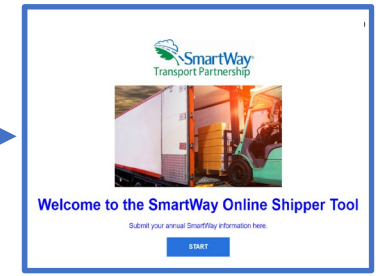 SmartWay
Transport Partnership
Welcome to the SmartWay Online Shipper Tool
Submit your annual SmartWay information here.
START